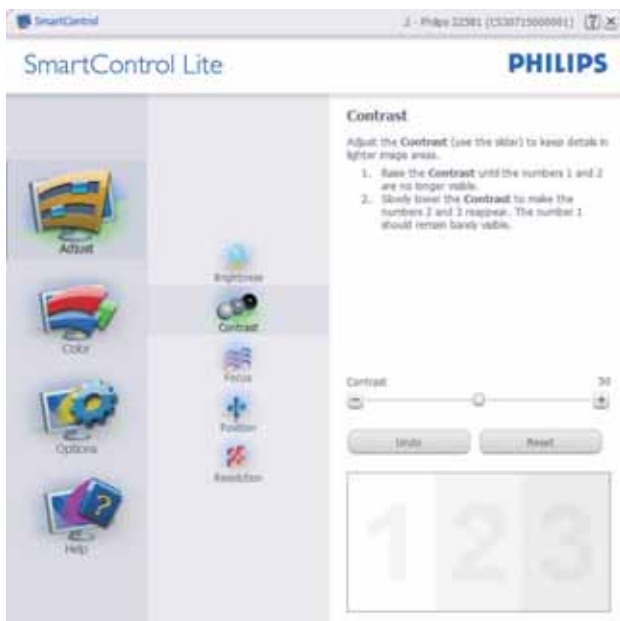 SmartControl
SmartControl Lite
PHILIPS
Adjust
Color
Options
Help
Brightness
Contrast
Focus
Position
Resolution
Contrast
Adjust the Contrast (use the slider) to keep details in
lighter image areas.
1. Raise the Contrast until the numbers 1 and 2
are no longer visible.
2. Slowly lower the Contrast to make the
numbers 2 and 3 reappear. The number 1
should remain barely visible.
Contrast 50
Undo Reset
1 2 3